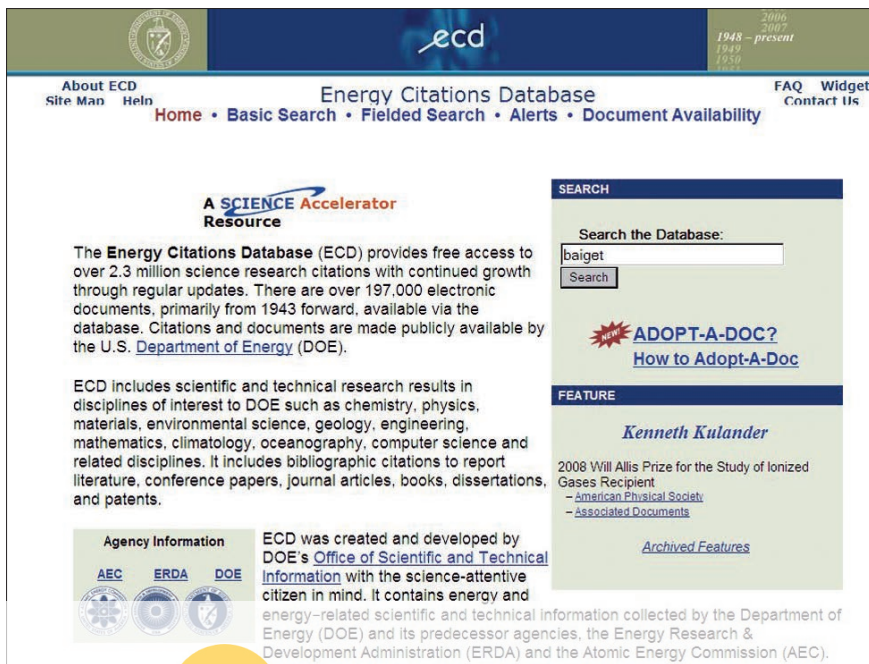 ecd
2006
2007
1948 – present
1949
1950
About ECD
Site Map Help
Energy Citations Database
FAQ Widget
Contact Us
Home • Basic Search • Fielded Search • Alerts • Document Availability
A SCIENCE Accelerator
Resource
The Energy Citations Database (ECD) provides free access to
over 2.3 million science research citations with continued growth
through regular updates. There are over 197,000 electronic
documents, primarily from 1943 forward, available via the
database. Citations and documents are made publicly available by
the U.S. Department of Energy (DOE).
ECD includes scientific and technical research results in
disciplines of interest to DOE such as chemistry, physics,
materials, environmental science, geology, engineering,
mathematics, climatology, oceanography, computer science and
related disciplines. It includes bibliographic citations to report
literature, conference papers, journal articles, books, dissertations,
and patents.
Agency Information
AEC ERDA DOE
ECD was created and developed by
DOE's Office of Scientific and Technical
Information with the science-attentive
citizen in mind. It contains energy and
energy–related scientific and technical information collected by the Department of
Energy (DOE) and its predecessor agencies, the Energy Research &
Development Administration (ERDA) and the Atomic Energy Commission (AEC).
SEARCH
Search the Database:
baiget
Search
NEW!
ADOPT-A-DOC?
How to Adopt-A-Doc
FEATURE
Kenneth Kulander
2008 Will Allis Prize for the Study of Ionized
Gases Recipient
– American Physical Society
– Associated Documents
Archived Features